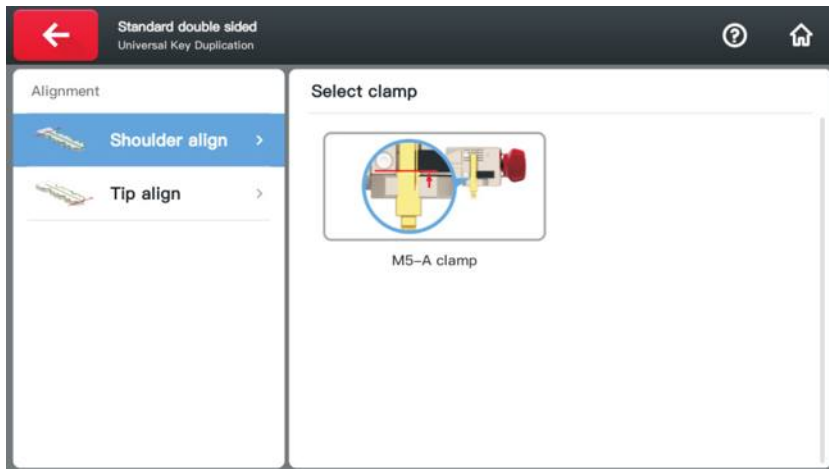 Standard double sided
Universal Key Duplication
Alignment
Shoulder align
Tip align
Select clamp
M5-A clamp